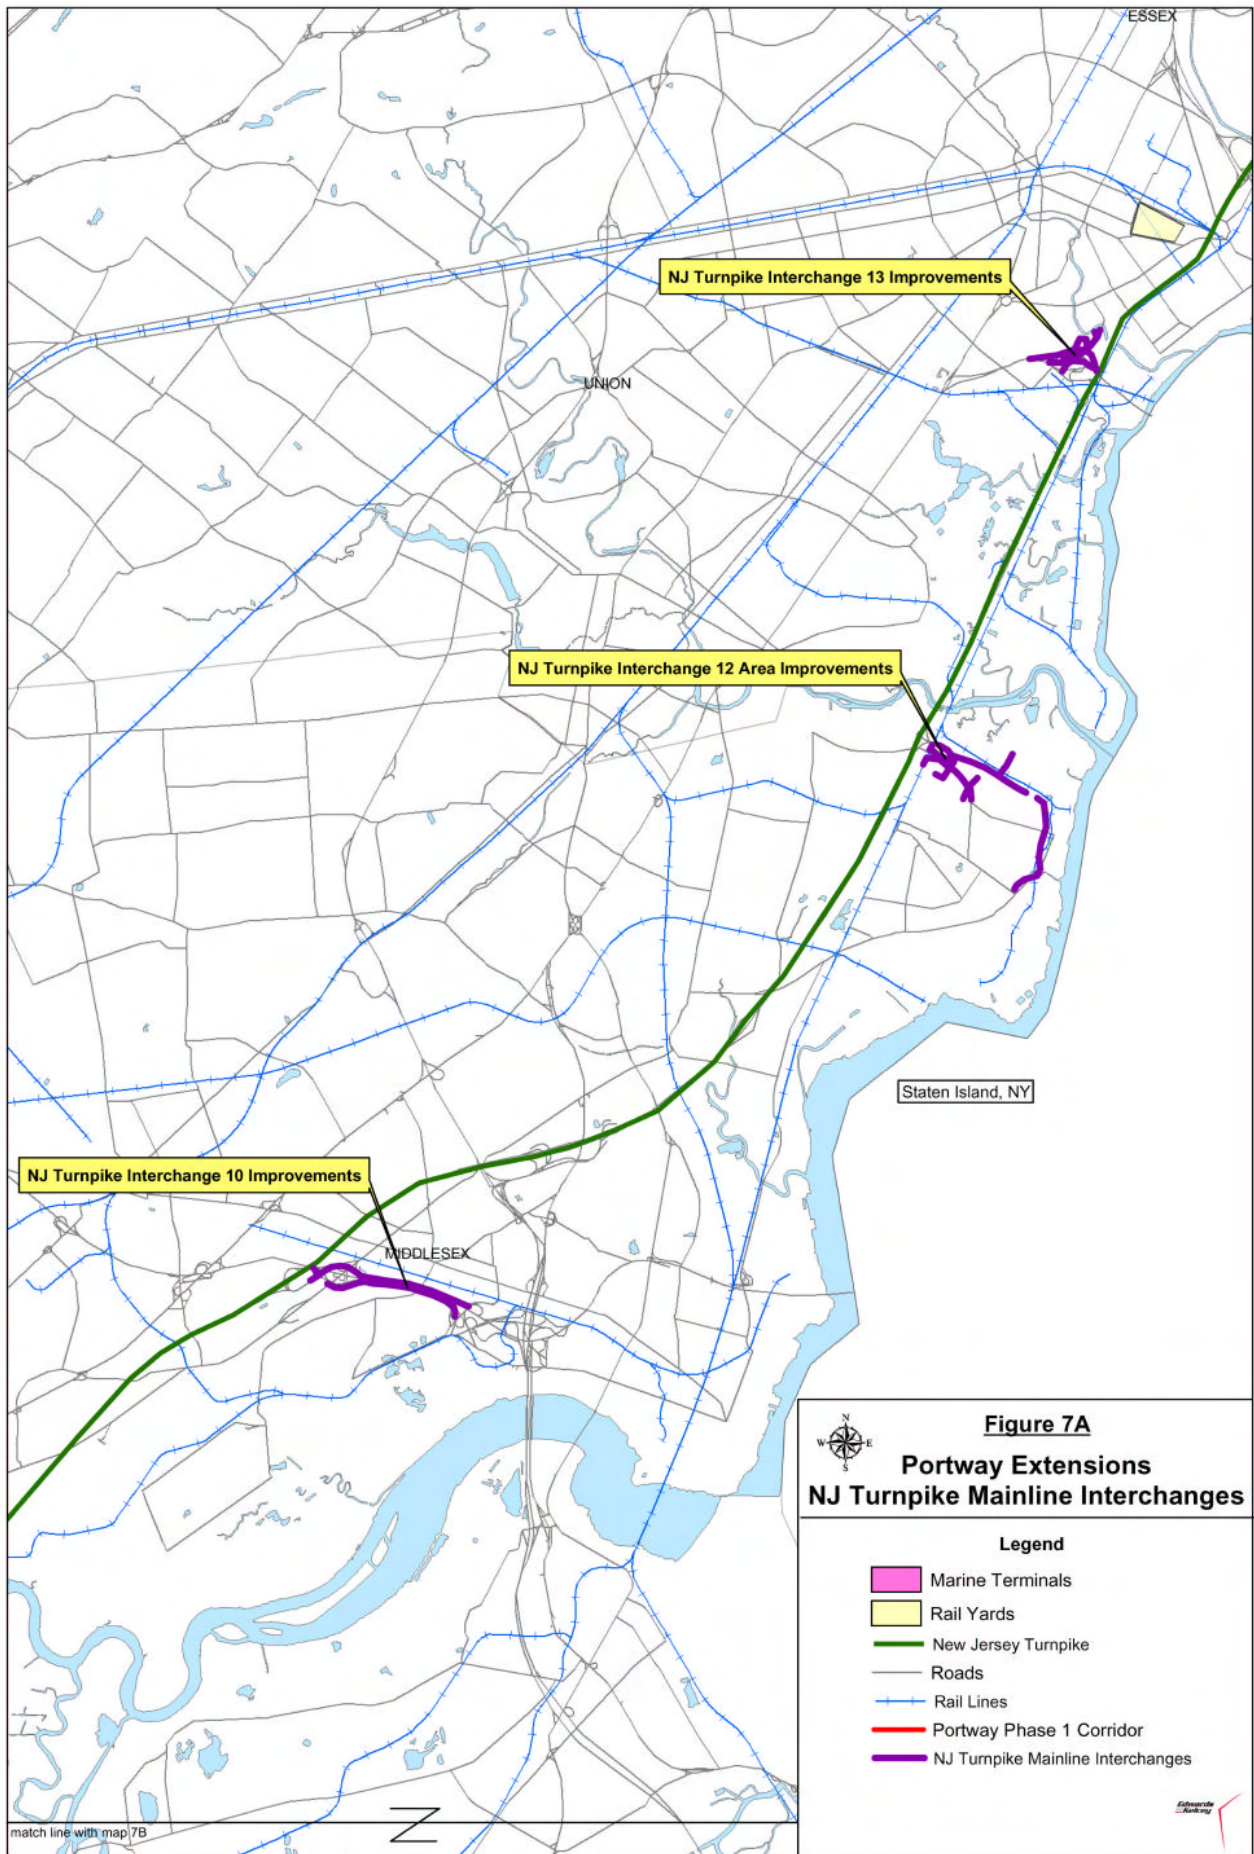 ESSEX
NJ Turnpike Interchange 13 Improvements
UNION
NJ Turnpike Interchange 12 Area Improvements
Staten Island, NY
NJ Turnpike Interchange 10 Improvements
MIDDLESEX
Figure 7A
N
W E
S
Portway Extensions
NJ Turnpike Mainline Interchanges
Legend
Marine Terminals
Rail Yards
New Jersey Turnpike
Roads
Rail Lines
Portway Phase 1 Corridor
NJ Turnpike Mainline Interchanges
Edwards
Kelcey
match line with map 7B